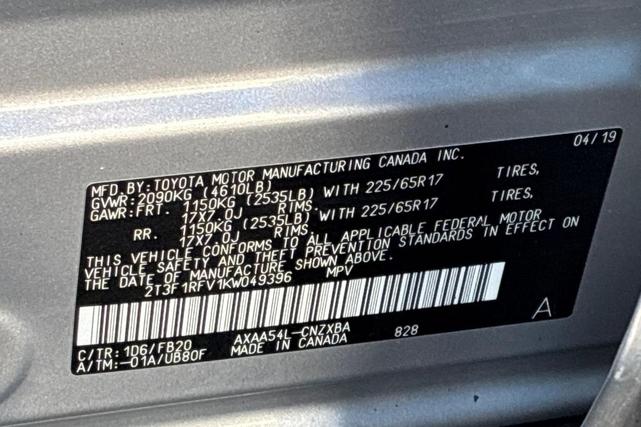 04/19
MFD. BY: TOYOTA MOTOR MANUFACTURING CANADA INC.
GVWR: 2090KG (4610LB)
GAWR: FRT. 1150KG (2535LB) WITH 225/65R17 TIRES,
17X7.0J RIMS.
RR. 1150KG (2535LB) WITH 225/65R17 TIRES,
17X7.0J RIMS.
THIS VEHICLE CONFORMS TO ALL APPLICABLE FEDERAL MOTOR
VEHICLE SAFETY AND THEFT PREVENTION STANDARDS IN EFFECT ON
THE DATE OF MANUFACTURE SHOWN ABOVE.
2T3F1RFV1KW049396 MPV
A
C/TR: 1D6/FB20 AXAA54L-CNZXBA 828
A/TM:-01A/UB80F MADE IN CANADA